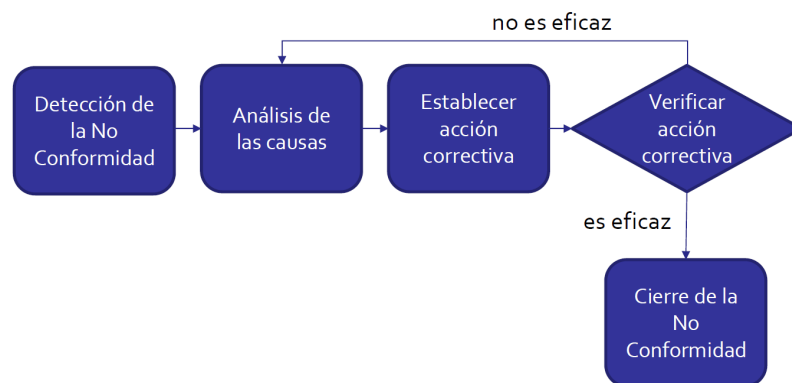 no es eficaz
Detección de
la No
Conformidad
Análisis de
las causas
Establecer
acción
correctiva
Verificar
acción
correctiva
es eficaz
Cierre de la
No
Conformidad